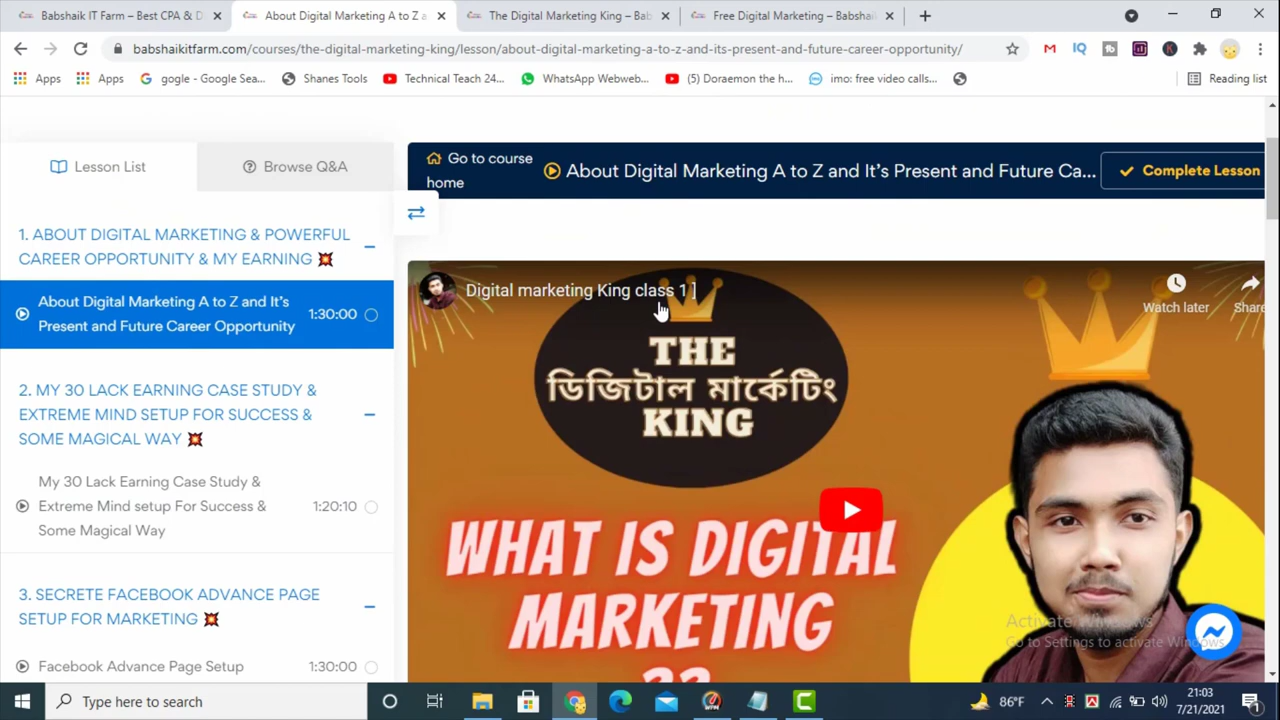 Babshaik IT Farm – Best CPA & D
About Digital Marketing A to Z a
The Digital Marketing King – Bab
Free Digital Marketing – Babshai
babshaikitfarm.com/courses/the-digital-marketing-king/lesson/about-digital-marketing-a-to-z-and-its-present-and-future-career-opportunity/
Apps
Apps
gogle - Google Sea...
Shanes Tools
Technical Teach 24...
WhatsApp Webweb...
(5) Doraemon the h...
imo: free video calls...
Reading list
Lesson List
Browse Q&A
Go to course
home
About Digital Marketing A to Z and It's Present and Future Ca...
Complete Lesson
1. ABOUT DIGITAL MARKETING & POWERFUL
CAREER OPPORTUNITY & MY EARNING
About Digital Marketing A to Z and It's
Present and Future Career Opportunity
1:30:00
2. MY 30 LACK EARNING CASE STUDY &
EXTREME MIND SETUP FOR SUCCESS &
SOME MAGICAL WAY
My 30 Lack Earning Case Study &
Extreme Mind setup For Success &
Some Magical Way
1:20:10
3. SECRETE FACEBOOK ADVANCE PAGE
SETUP FOR MARKETING
Facebook Advance Page Setup
1:30:00
Digital marketing King class 1 ]
Watch later
Share
THE
ডিজিটাল মার্কেটিং
KING
WHAT IS DIGITAL
MARKETING
??
Activate Windows
Go to Settings to activate Windows.
Type here to search
86°F
21:03
7/21/2021